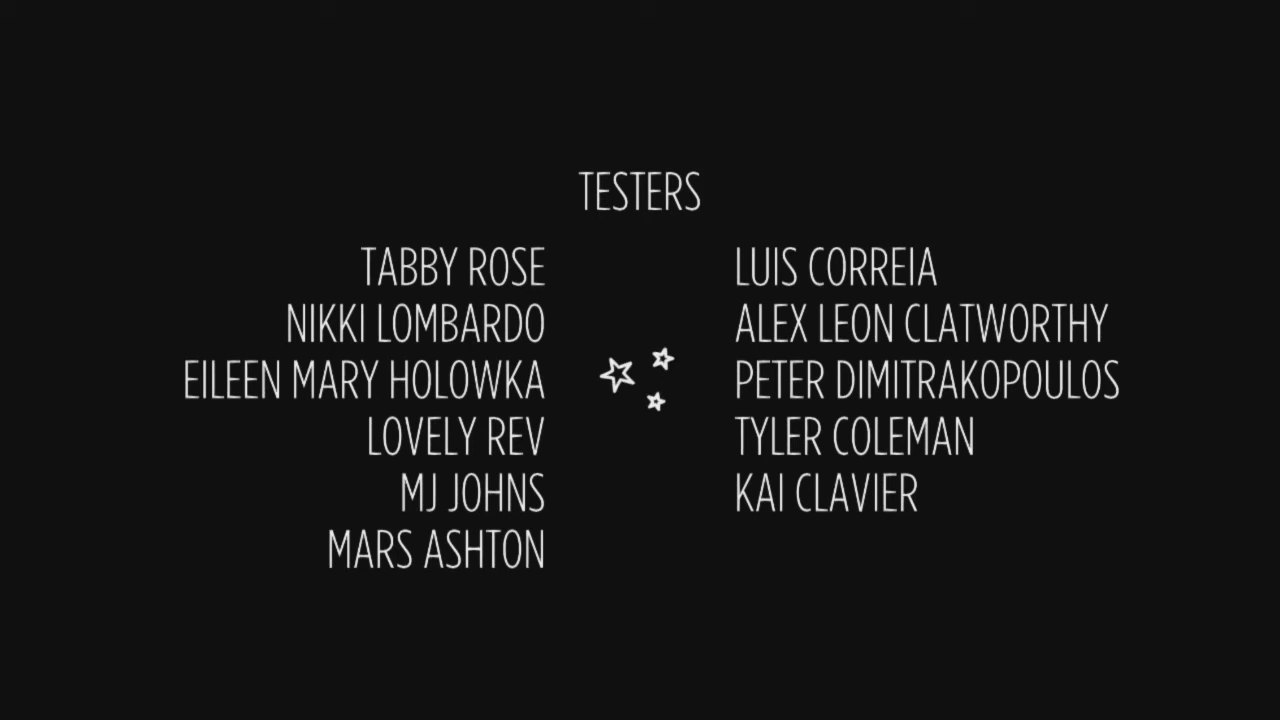 TESTERS
TABBY ROSE
NIKKI LOMBARDO
EILEEN MARY HOLOWKA
LOVELY REV
MJ JOHNS
MARS ASHTON
LUIS CORREIA
ALEX LEON CLATWORTHY
PETER DIMITRAKOPOULOS
TYLER COLEMAN
KAI CLAVIER